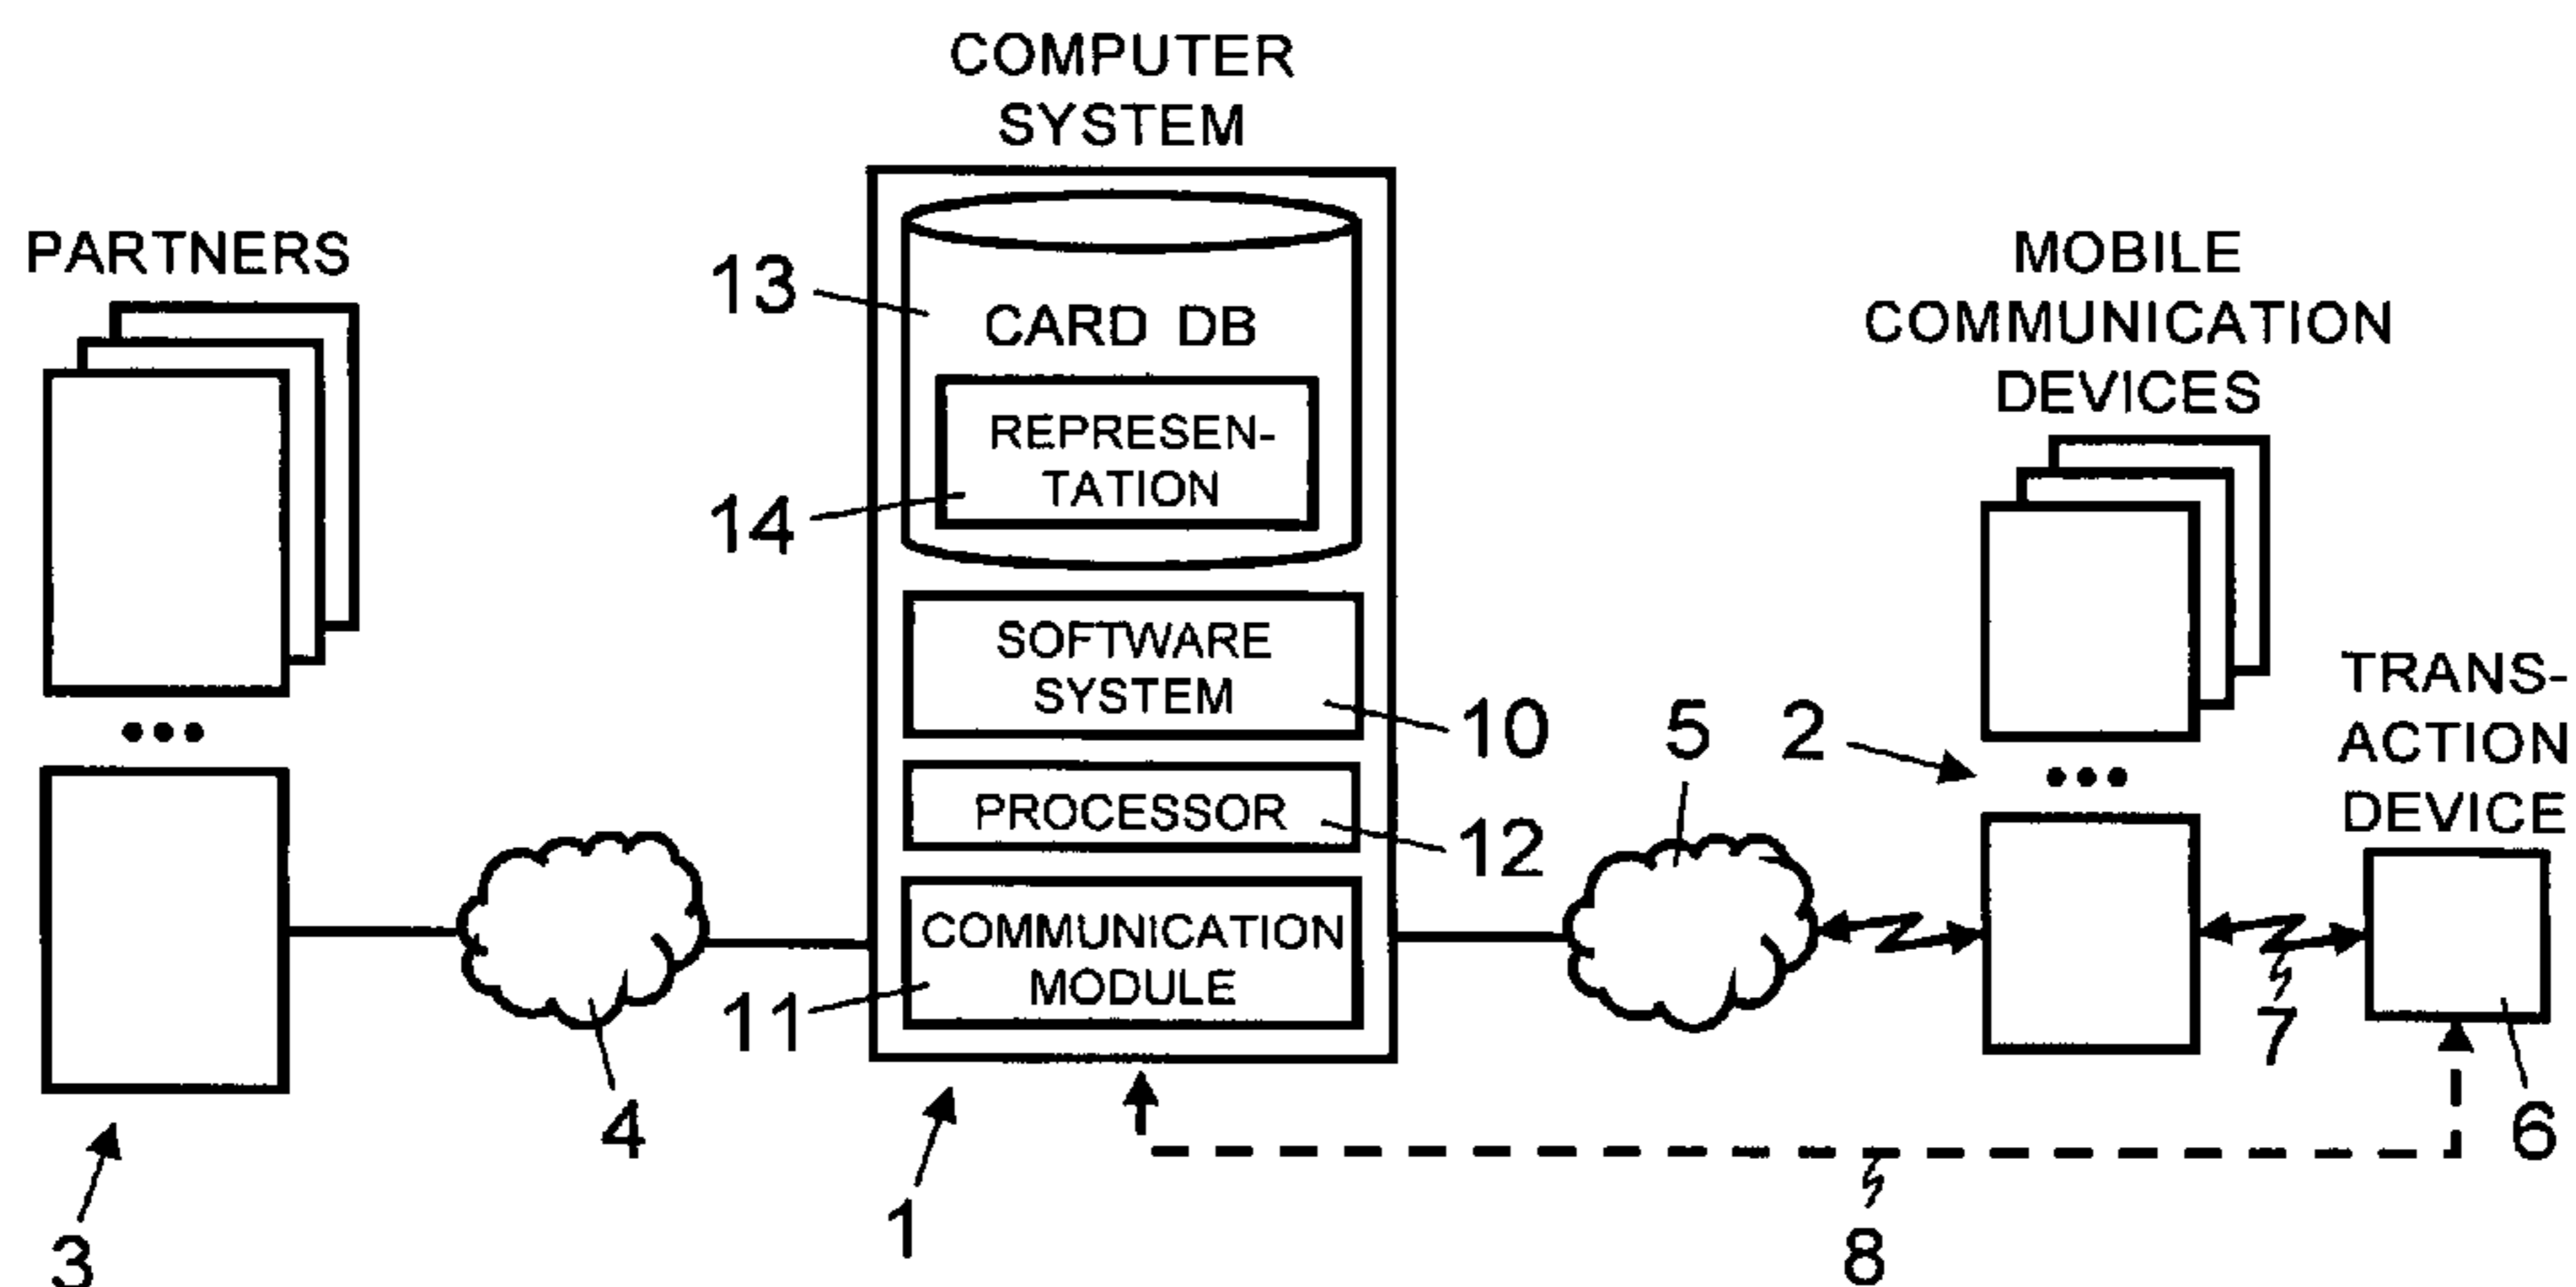 COMPUTER
SYSTEM
PARTNERS
13
CARD DB
REPRESEN-
TATION
14
MOBILE
COMMUNICATION
DEVICES
SOFTWARE
SYSTEM
10
PROCESSOR
12
COMMUNICATION
MODULE
11
5
2
TRANS-
ACTION
DEVICE
4
7
6
3
1
8